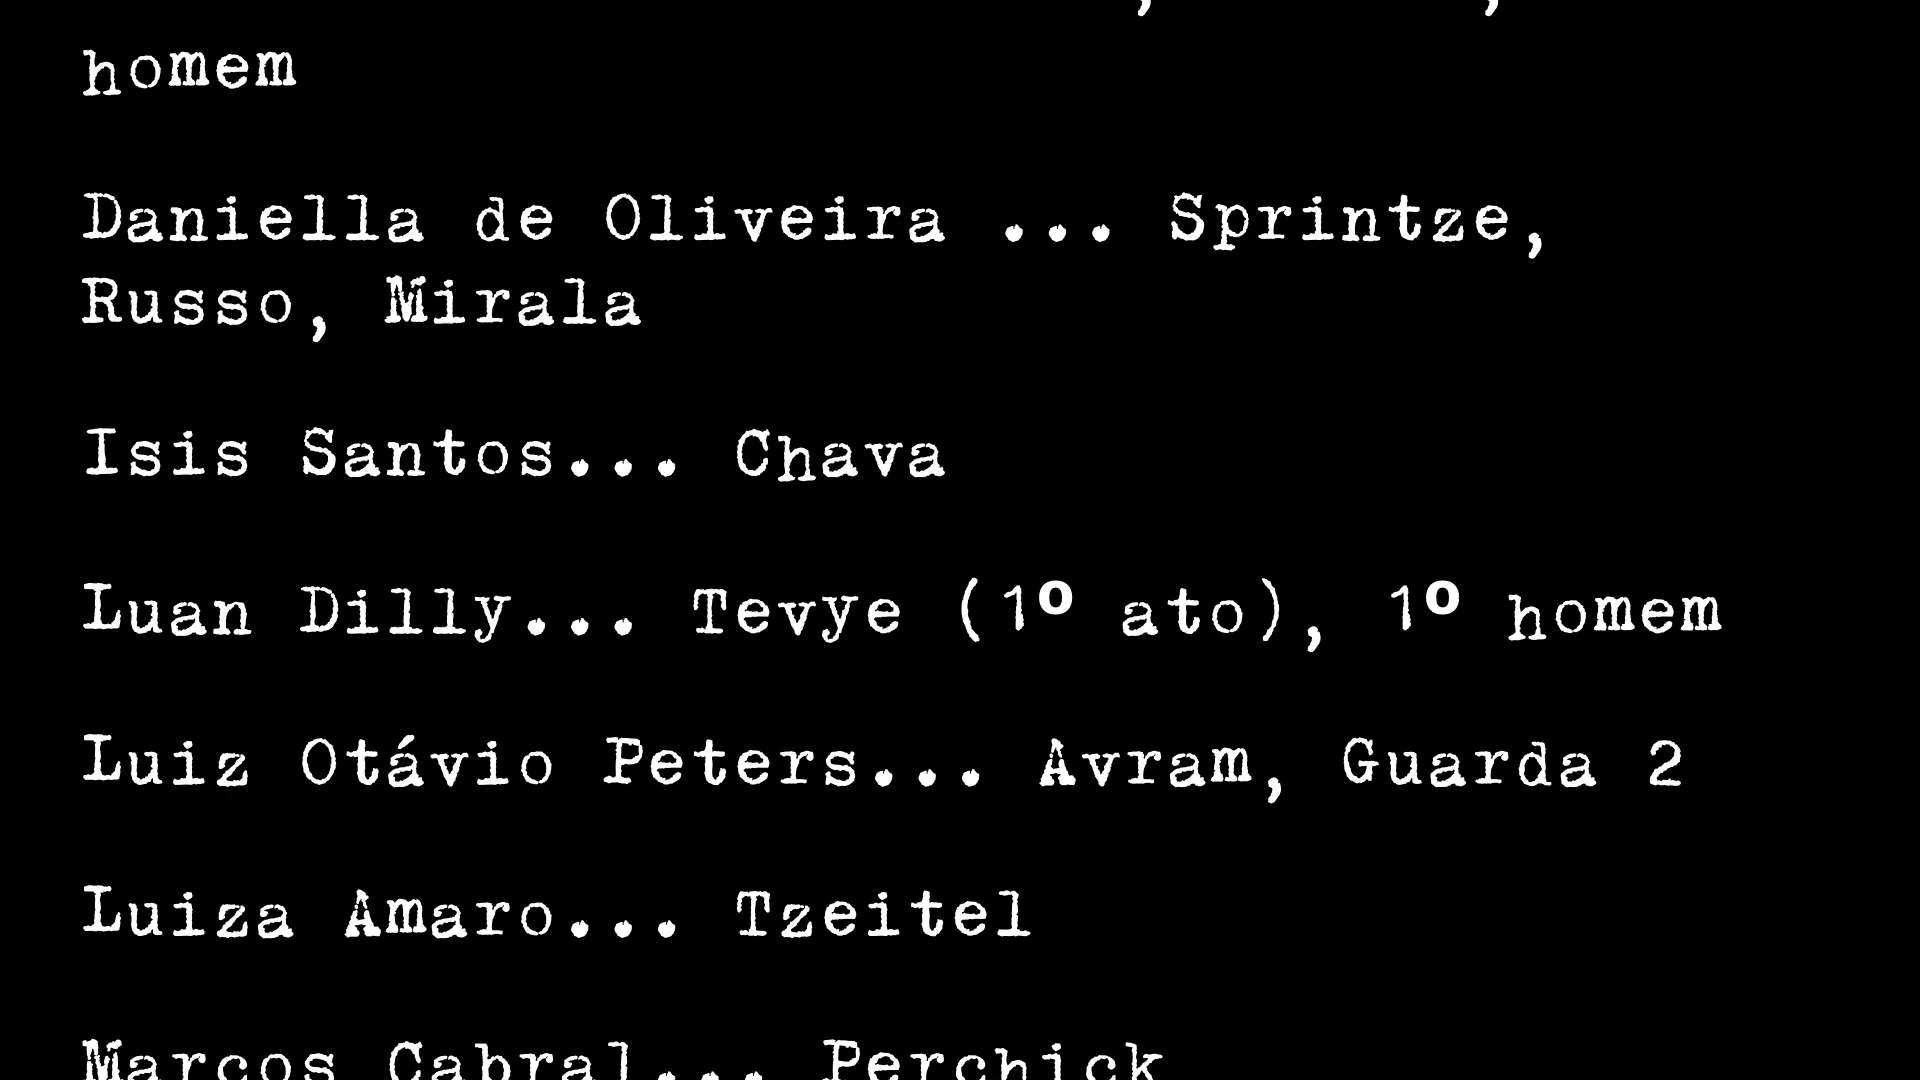 homem
Daniella de Oliveira ... Sprintze,
Russo, Mirala
Isis Santos... Chava
Luan Dilly... Tevye (1º ato), 1º homem
Luiz Otávio Peters... Avram, Guarda 2
Luiza Amaro... Tzeitel
Marcos Cabral... Perchick